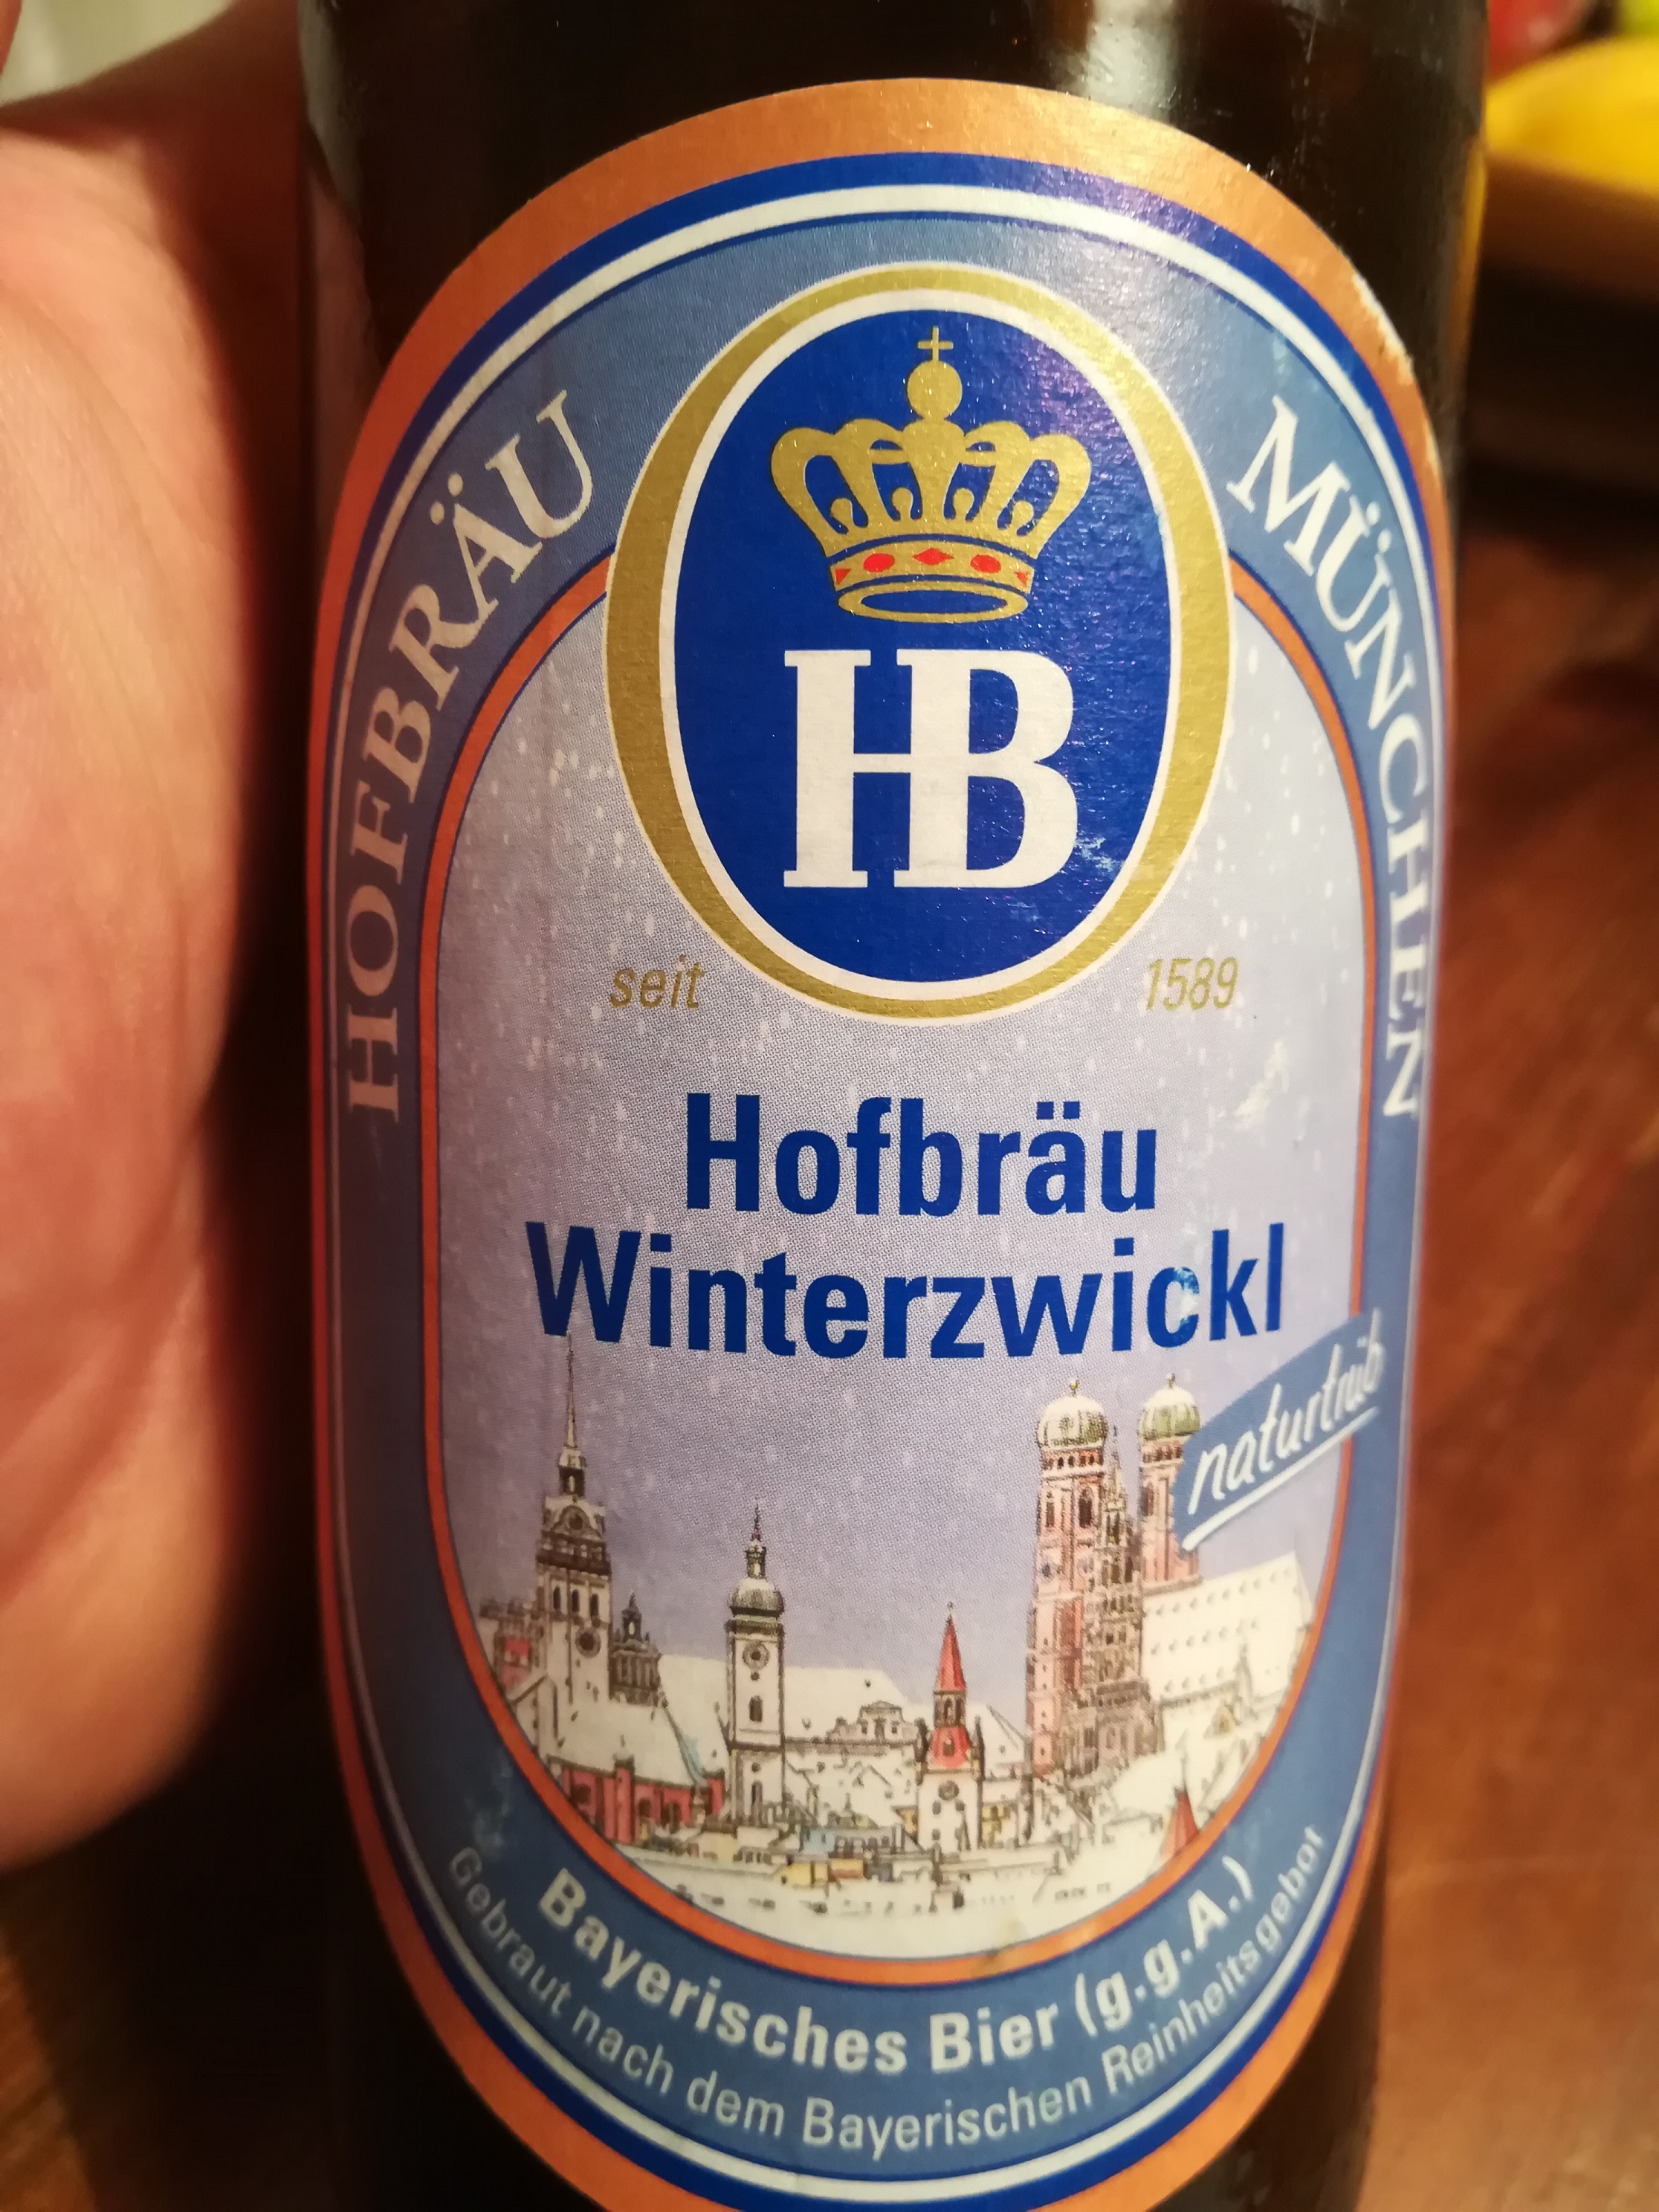 HOFBRÄU MÜNCHEN
HB
seit 1589
Hofbräu
Winterzwickl
naturtrüb
Bayerisches Bier (g.g.A.)
Gebraut nach dem Bayerischen Reinheitsgebot